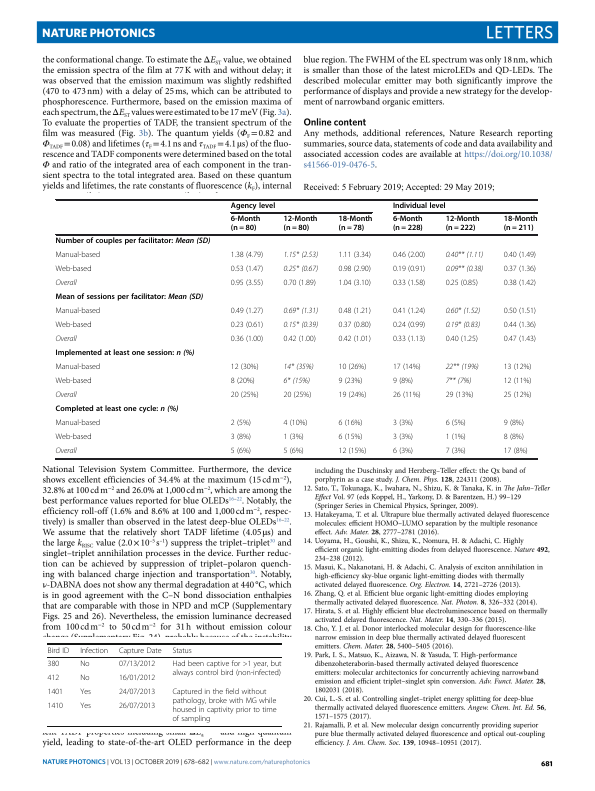 NATURE PHOTONICS
LETTERS
the conformational change. To estimate the ΔE_ST value, we obtained
the emission spectra of the film at 77 K with and without delay; it
was observed that the emission maximum was slightly redshifted
(470 to 473 nm) with a delay of 25 ms, which can be attributed to
phosphorescence. Furthermore, based on the emission maxima of
each spectrum, the ΔE_ST values were estimated to be 17 meV (Fig. 3a).
To evaluate the properties of TADF, the transient spectrum of the
film was measured (Fig. 3b). The quantum yields (Φ_F = 0.82 and
Φ_TADF = 0.08) and lifetimes (τ_F = 4.1 ns and τ_TADF = 4.1 μs) of the fluo-
rescence and TADF components were determined based on the total
Φ and ratio of the integrated area of each component in the tran-
sient spectra to the total integrated area. Based on these quantum
yields and lifetimes, the rate constants of fluorescence (k_F), internal
blue region. The FWHM of the EL spectrum was only 18 nm, which
is smaller than those of the latest microLEDs and QD-LEDs. The
described molecular emitter may both significantly improve the
performance of displays and provide a new strategy for the develop-
ment of narrowband organic emitters.
Online content
Any methods, additional references, Nature Research reporting
summaries, source data, statements of code and data availability and
associated accession codes are available at https://doi.org/10.1038/
s41566-019-0476-5.
Received: 5 February 2019; Accepted: 29 May 2019;
Agency level Individual level
6-Month 12-Month 18-Month 6-Month 12-Month 18-Month
(n = 80) (n = 80) (n = 78) (n = 228) (n = 222) (n = 211)
Number of couples per facilitator: Mean (SD)
Manual-based 1.38 (4.79) 1.15* (2.53) 1.11 (3.34) 0.46 (2.00) 0.40** (1.11) 0.40 (1.49)
Web-based 0.53 (1.47) 0.25* (0.67) 0.98 (2.90) 0.19 (0.91) 0.09** (0.38) 0.37 (1.36)
Overall 0.95 (3.55) 0.70 (1.89) 1.04 (3.10) 0.33 (1.58) 0.25 (0.85) 0.38 (1.42)
Mean of sessions per facilitator: Mean (SD)
Manual-based 0.49 (1.27) 0.69* (1.31) 0.48 (1.21) 0.41 (1.24) 0.60* (1.52) 0.50 (1.51)
Web-based 0.23 (0.61) 0.15* (0.39) 0.37 (0.80) 0.24 (0.99) 0.19* (0.83) 0.44 (1.36)
Overall 0.36 (1.00) 0.42 (1.00) 0.42 (1.01) 0.33 (1.13) 0.40 (1.25) 0.47 (1.43)
Implemented at least one session: n (%)
Manual-based 12 (30%) 14* (35%) 10 (26%) 17 (14%) 22** (19%) 13 (12%)
Web-based 8 (20%) 6* (15%) 9 (23%) 9 (8%) 7** (7%) 12 (11%)
Overall 20 (25%) 20 (25%) 19 (24%) 26 (11%) 29 (13%) 25 (12%)
Completed at least one cycle: n (%)
Manual-based 2 (5%) 4 (10%) 6 (16%) 3 (3%) 6 (5%) 9 (8%)
Web-based 3 (8%) 1 (3%) 6 (15%) 3 (3%) 1 (1%) 8 (8%)
Overall 5 (6%) 5 (6%) 12 (15%) 6 (3%) 7 (3%) 17 (8%)
National Television System Committee. Furthermore, the device
shows excellent efficiencies of 34.4% at the maximum (15 cd m−2),
32.8% at 100 cd m−2 and 26.0% at 1,000 cd m−2, which are among the
best performance values reported for blue OLEDs16–22. Notably, the
efficiency roll-off (1.6% and 8.6% at 100 and 1,000 cd m−2, respec-
tively) is smaller than observed in the latest deep-blue OLEDs16–22.
We assume that the relatively short TADF lifetime (4.05 μs) and
the large k_RISC value (2.0 × 10^5 s−1) suppress the triplet–triplet30 and
singlet–triplet annihilation processes in the device. Further reduc-
tion can be achieved by suppression of triplet–polaron quench-
ing with balanced charge injection and transportation30. Notably,
ν-DABNA does not show any thermal degradation at 440 °C, which
is in good agreement with the C–N bond dissociation enthalpies
that are comparable with those in NPD and mCP (Supplementary
Figs. 25 and 26). Nevertheless, the emission luminance decreased
from 100 cd m−2 to 50 cd m−2 for 31 h without emission colour
Bird ID Infection Capture Date Status
380 No 07/13/2012 Had been captive for >1 year, but
always control bird (non-infected)
412 No 16/01/2012
1401 Yes 24/07/2013 Captured in the field without
pathology, broke with MG while
1410 Yes 26/07/2013 housed in captivity prior to time
of sampling
yield, leading to state-of-the-art OLED performance in the deep
including the Duschinsky and Herzberg–Teller effect: the Qx band of
porphyrin as a case study. J. Chem. Phys. 128, 224311 (2008).
12. Sato, T., Tokunaga, K., Iwahara, N., Shizu, K. & Tanaka, K. in The Jahn–Teller
Effect Vol. 97 (eds Koppel, H., Yarkony, D. & Barentzen, H.) 99–129
(Springer Series in Chemical Physics, Springer, 2009).
13. Hatakeyama, T. et al. Ultrapure blue thermally activated delayed fluorescence
molecules: efficient HOMO–LUMO separation by the multiple resonance
effect. Adv. Mater. 28, 2777–2781 (2016).
14. Uoyama, H., Goushi, K., Shizu, K., Nomura, H. & Adachi, C. Highly
efficient organic light-emitting diodes from delayed fluorescence. Nature 492,
234–238 (2012).
15. Masui, K., Nakanotani, H. & Adachi, C. Analysis of exciton annihilation in
high-efficiency sky-blue organic light-emitting diodes with thermally
activated delayed fluorescence. Org. Electron. 14, 2721–2726 (2013).
16. Zhang, Q. et al. Efficient blue organic light-emitting diodes employing
thermally activated delayed fluorescence. Nat. Photon. 8, 326–332 (2014).
17. Hirata, S. et al. Highly efficient blue electroluminescence based on thermally
activated delayed fluorescence. Nat. Mater. 14, 330–336 (2015).
18. Cho, Y. J. et al. Donor interlocked molecular design for fluorescence-like
narrow emission in deep blue thermally activated delayed fluorescent
emitters. Chem. Mater. 28, 5400–5405 (2016).
19. Park, I. S., Matsuo, K., Aizawa, N. & Yasuda, T. High-performance
dibenzoheteraborin-based thermally activated delayed fluorescence
emitters: molecular architectonics for concurrently achieving narrowband
emission and efficient triplet–singlet spin conversion. Adv. Funct. Mater. 28,
1802031 (2018).
20. Cui, L.-S. et al. Controlling singlet–triplet energy splitting for deep-blue
thermally activated delayed fluorescence emitters. Angew. Chem. Int. Ed. 56,
1571–1575 (2017).
21. Rajamalli, P. et al. New molecular design concurrently providing superior
pure blue thermally activated delayed fluorescence and optical out-coupling
efficiency. J. Am. Chem. Soc. 139, 10948–10951 (2017).
NATURE PHOTONICS | VOL 13 | OCTOBER 2019 | 678–682 | www.nature.com/naturephotonics
681